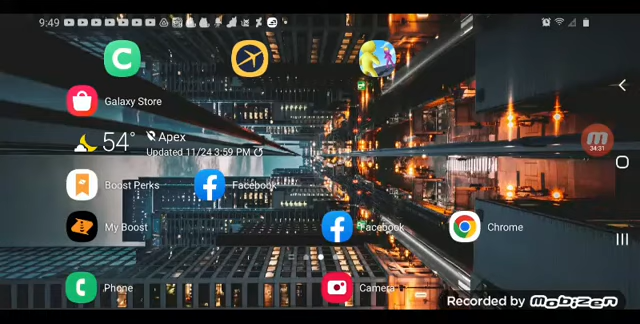 9:49
C
Galaxy Store
54° Apex
Updated 11/24 3:59 PM
Boost Perks
Facebook
My Boost
Facebook
Chrome
Phone
Camera
34:31
Recorded by Mobizen